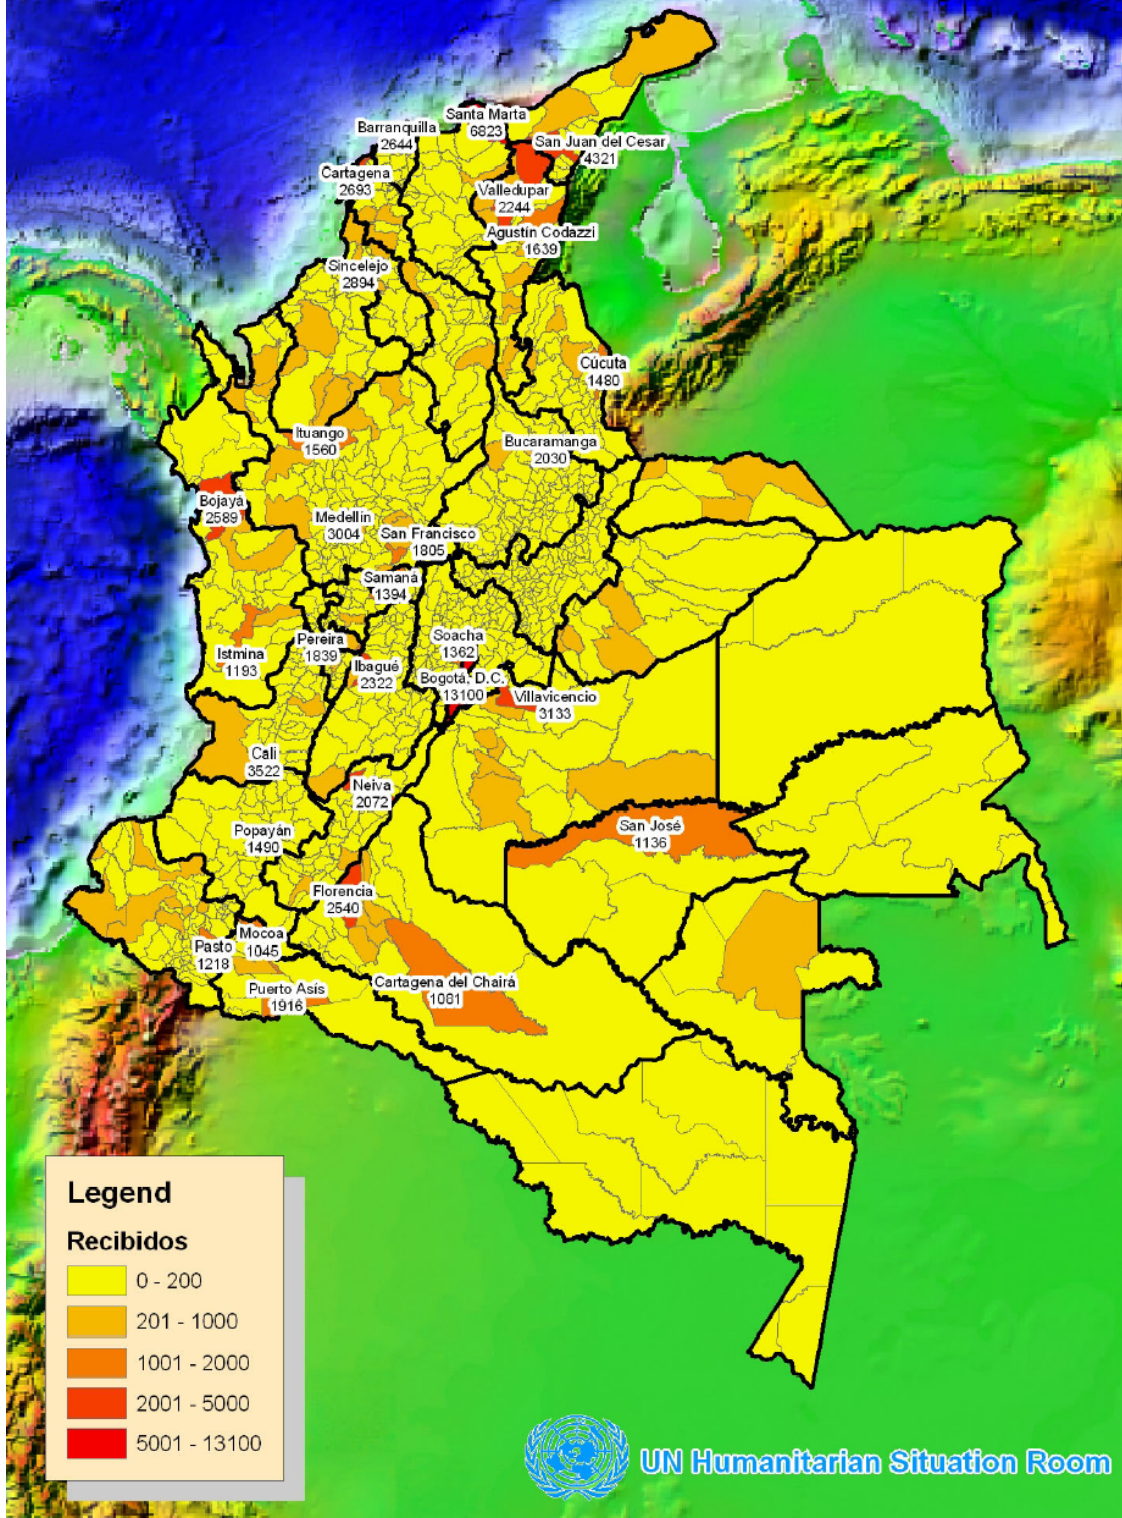 Santa Marta
6823
Barranquilla
2644
San Juan del Cesar
4321
Cartagena
2693
Valledupar
2244
Agustín Codazzi
1639
Sincelejo
2894
Cúcuta
1480
Ituango
1560
Bucaramanga
2030
Bojayá
2589
Medellín
3004
San Francisco
1805
Samaná
1394
Soacha
1362
Pereira
1839
Istmina
1193
Ibagué
2322
Bogotá, D.C.
13100
Villavicencio
3133
Cali
3522
Neiva
2072
San José
1136
Popayán
1490
Florencia
2540
Mocoa
1045
Pasto
1218
Cartagena del Chairá
1081
Puerto Asís
1916
Legend
Recibidos
0 - 200
201 - 1000
1001 - 2000
2001 - 5000
5001 - 13100
UN Humanitarian Situation Room